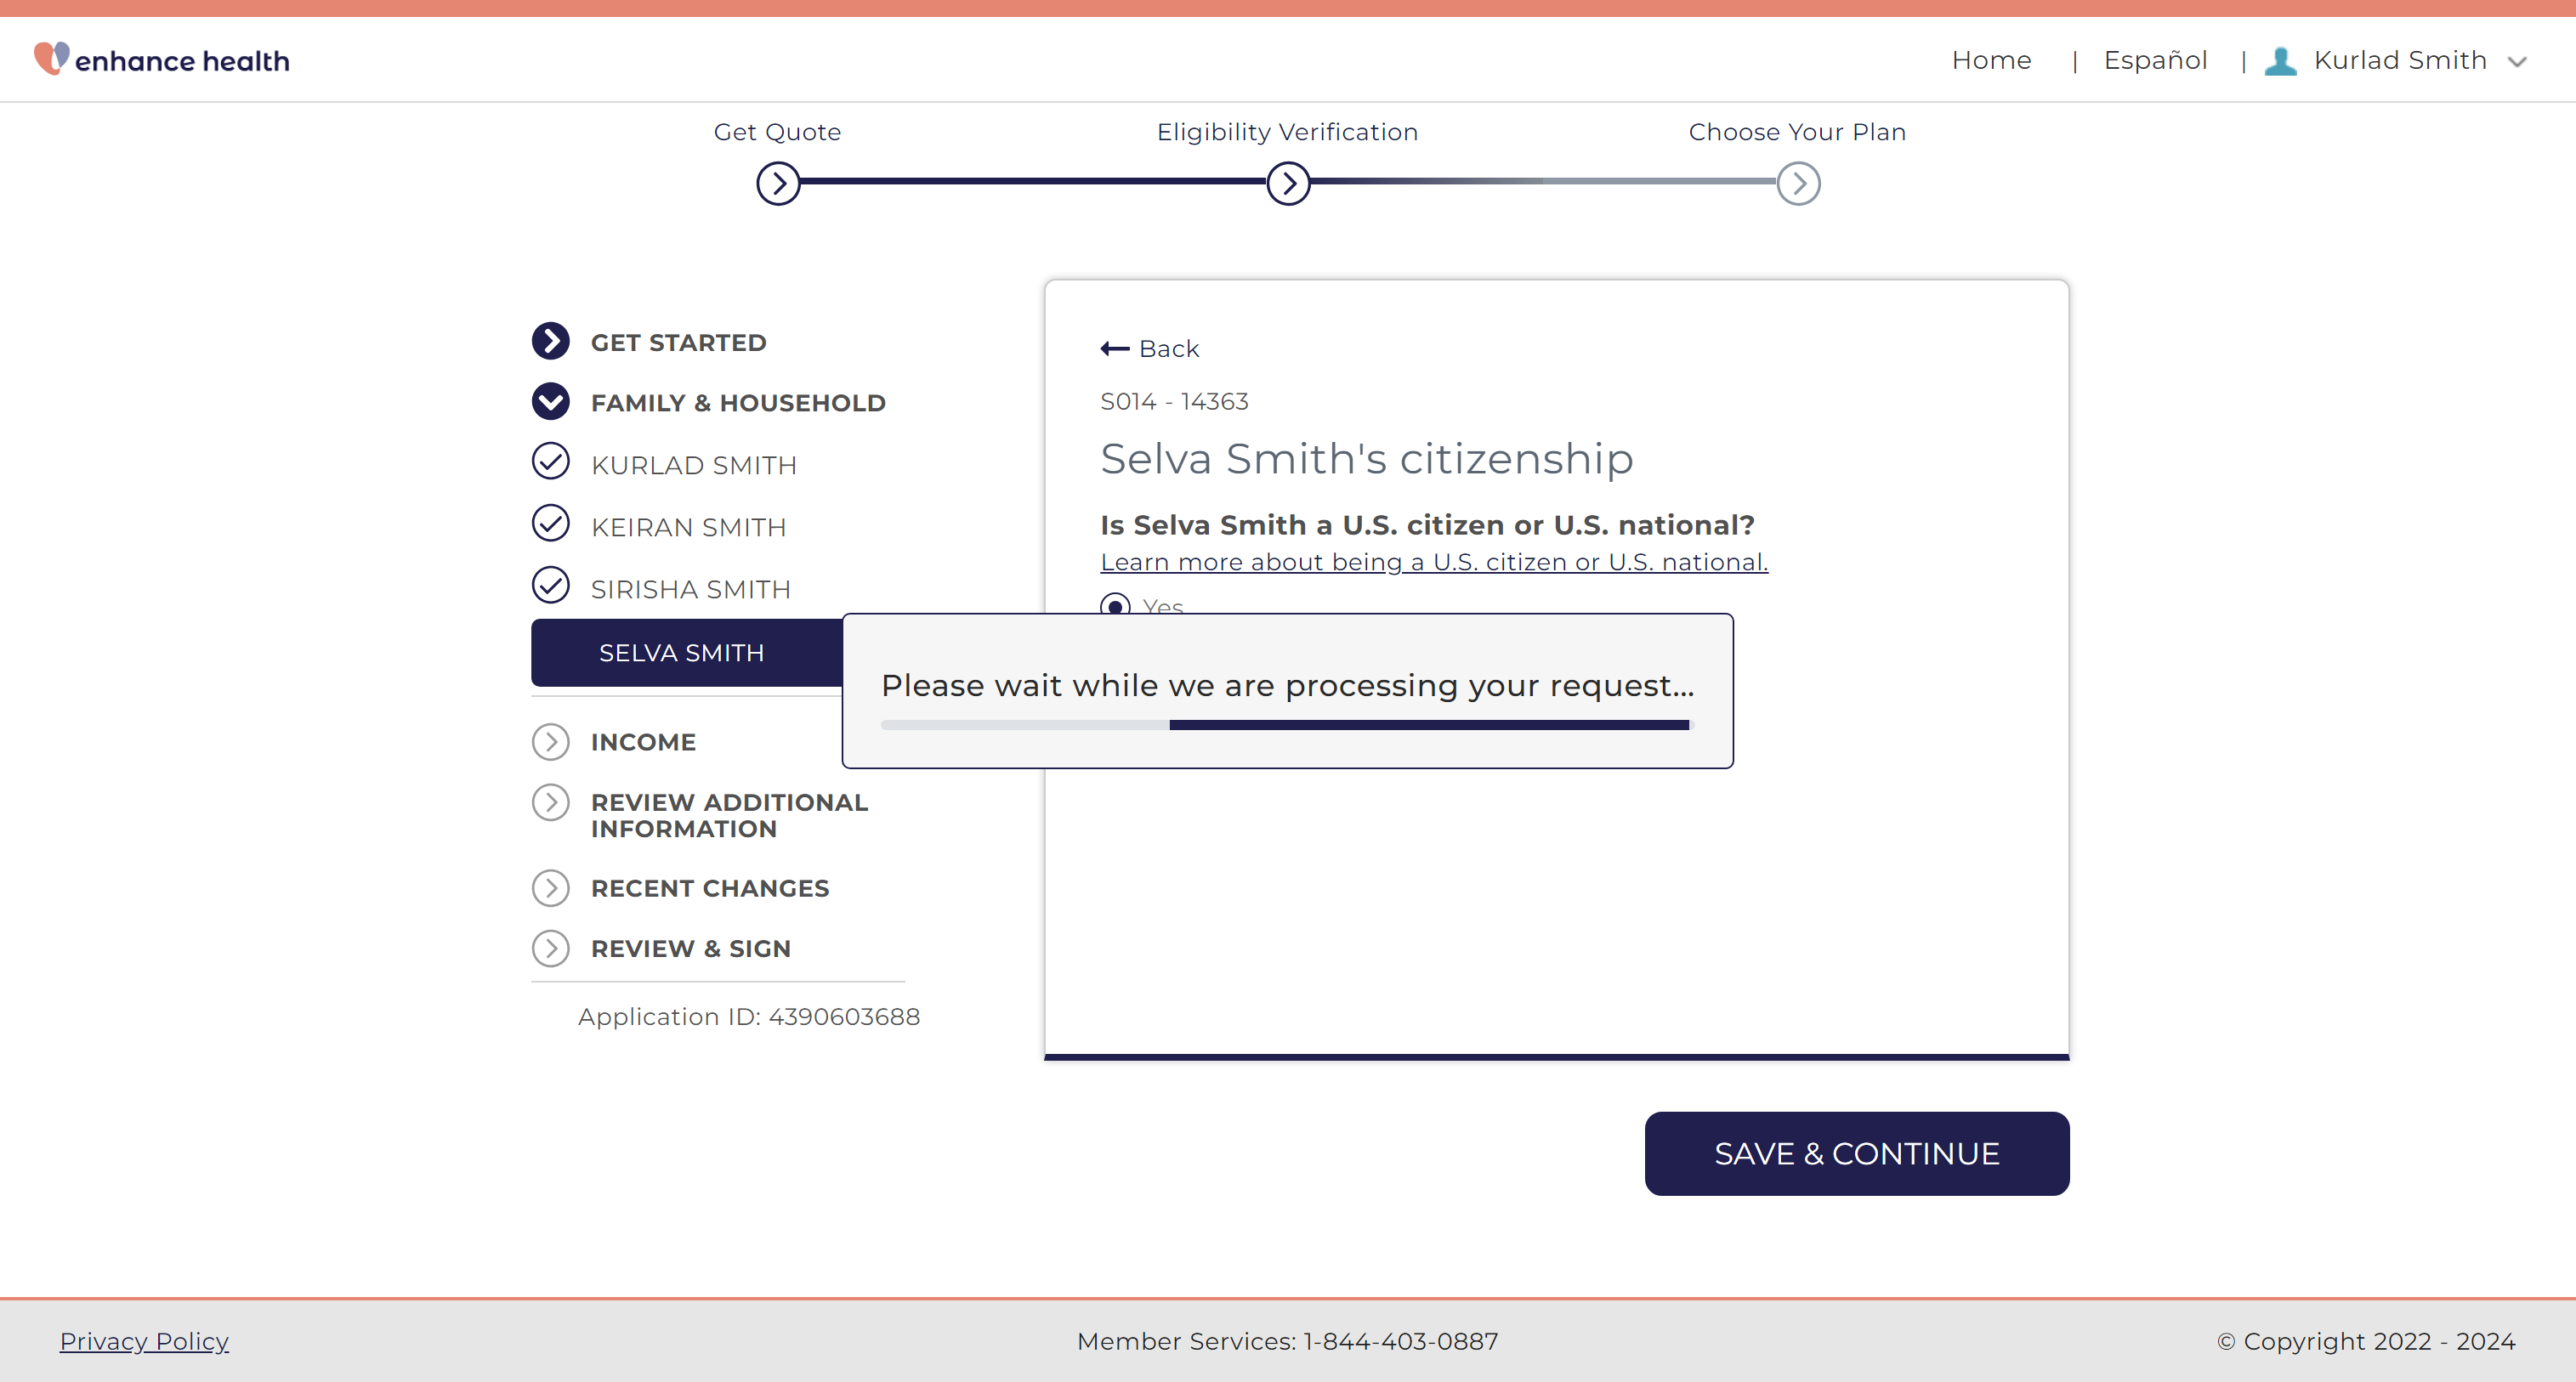 enhance health
Home | Español | Kurlad Smith
Get Quote
Eligibility Verification
Choose Your Plan
GET STARTED
FAMILY & HOUSEHOLD
KURLAD SMITH
KEIRAN SMITH
SIRISHA SMITH
SELVA SMITH
INCOME
REVIEW ADDITIONAL
INFORMATION
RECENT CHANGES
REVIEW & SIGN
Application ID: 4390603688
Back
S014 - 14363
Selva Smith's citizenship
Is Selva Smith a U.S. citizen or U.S. national?
Learn more about being a U.S. citizen or U.S. national.
Yes
Please wait while we are processing your request...
SAVE & CONTINUE
Privacy Policy
Member Services: 1-844-403-0887
© Copyright 2022 - 2024